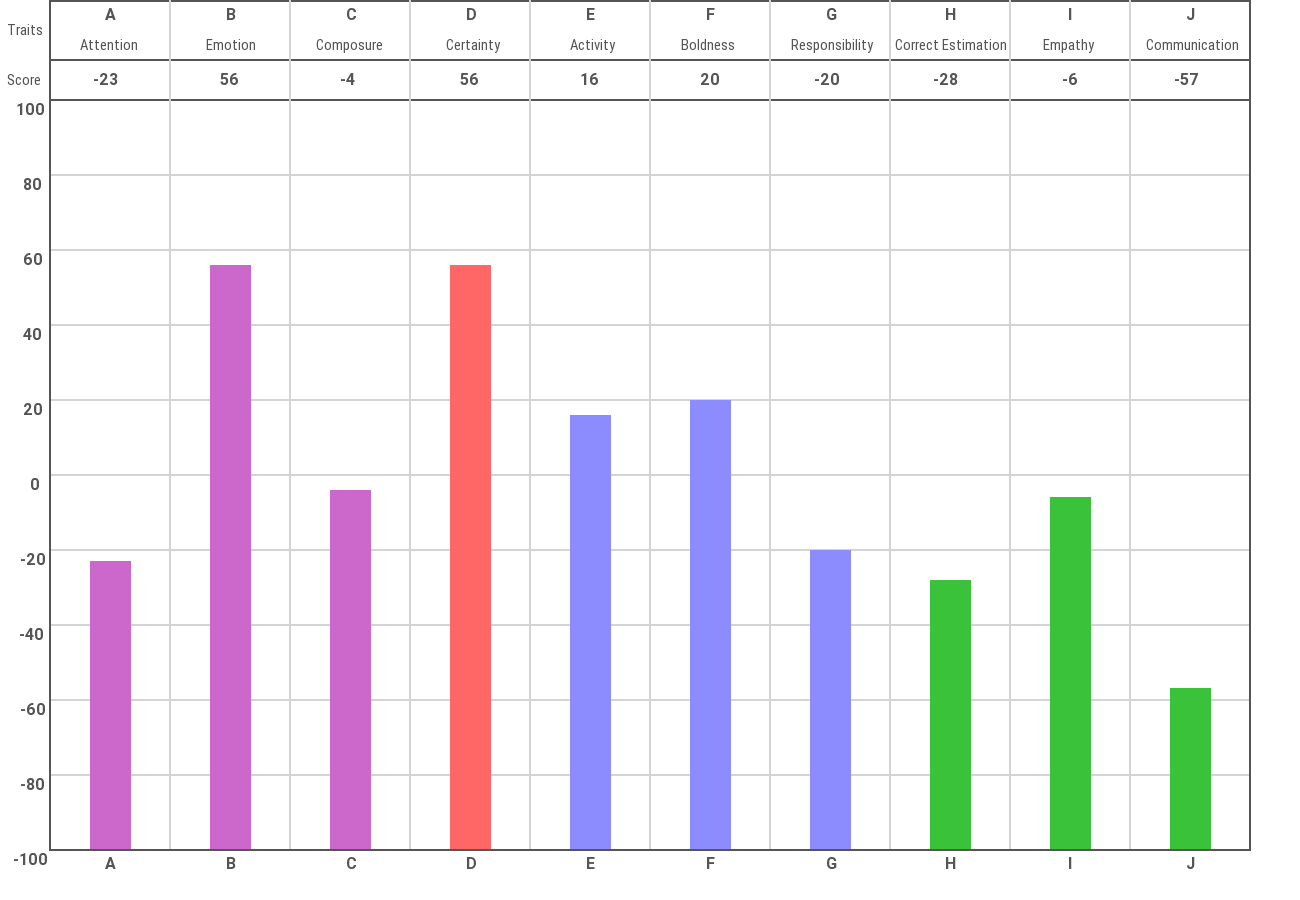 A B C D E F G H I J
Traits
Attention Emotion Composure Certainty Activity Boldness Responsibility Correct Estimation Empathy Communication
Score -23 56 -4 56 16 20 -20 -28 -6 -57
100
80
60
40
20
0
-20
-40
-60
-80
-100
A B C D E F G H I J